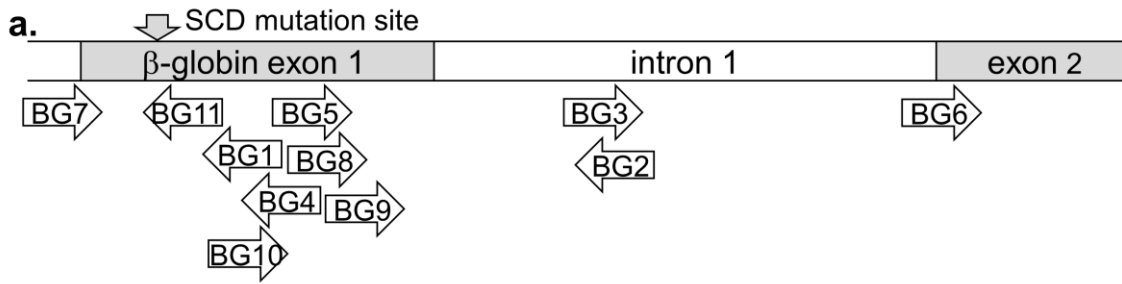 a.
SCD mutation site
β-globin exon 1 intron 1 exon 2
BG7 BG11 BG5 BG3 BG6
BG1 BG8 BG2
BG4 BG9
BG10